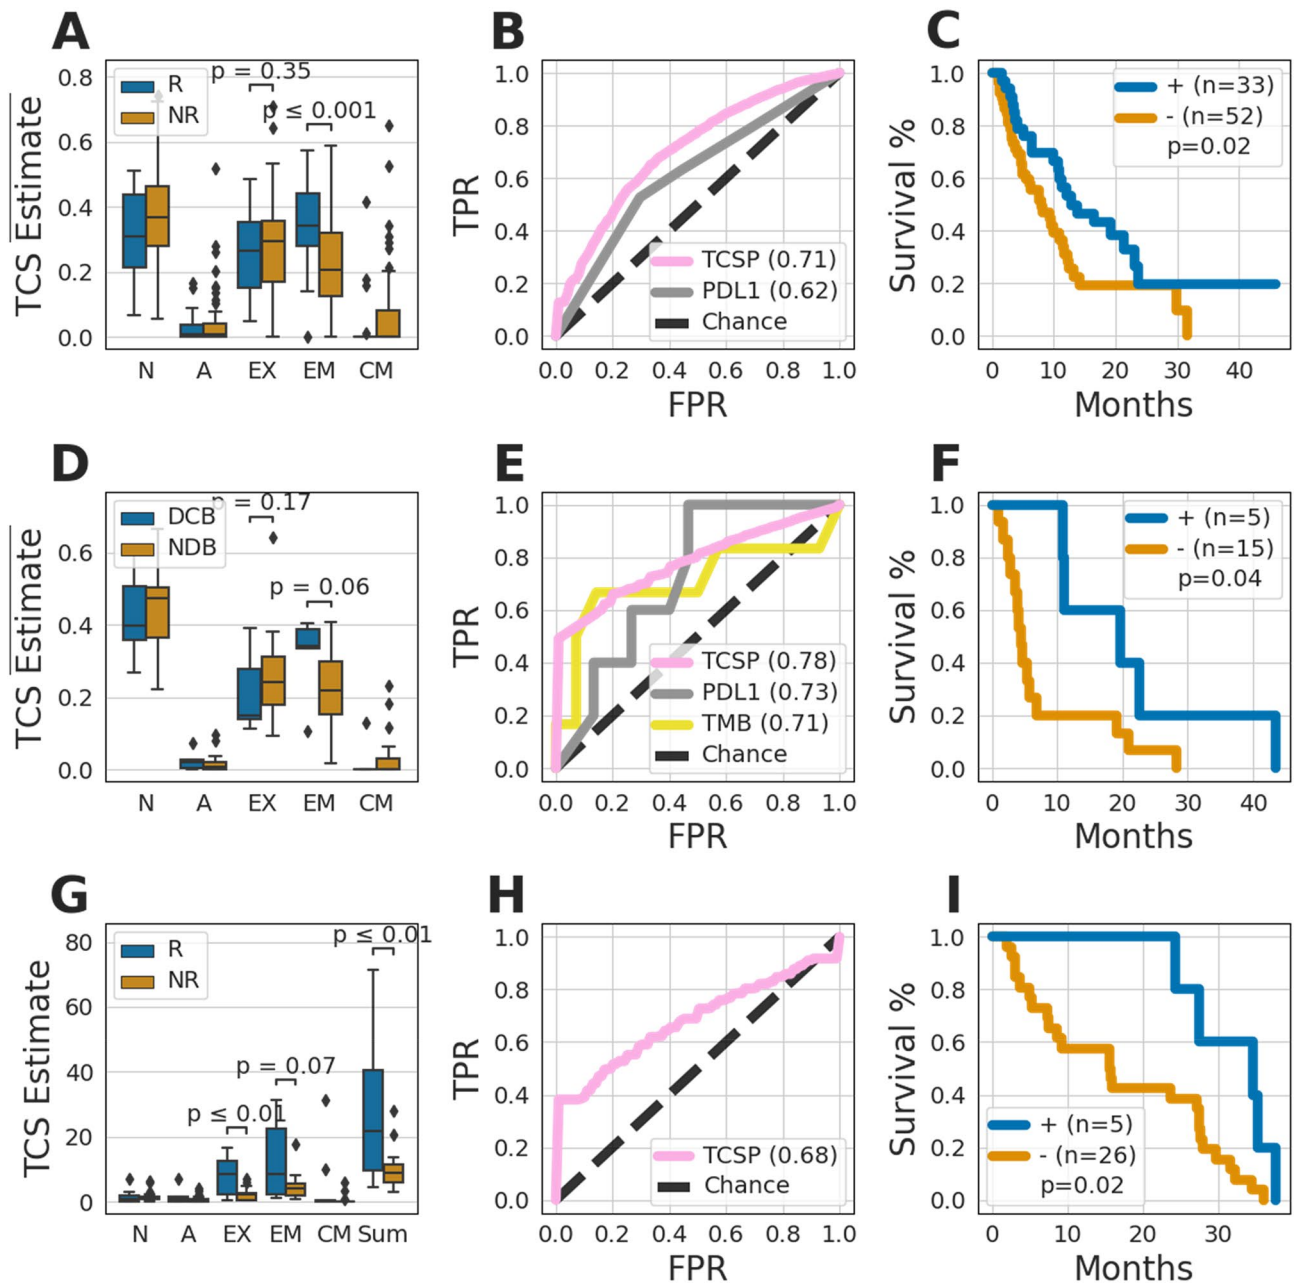 A
B
C
TCS Estimate
0.8
0.6
0.4
0.2
0.0
R
NR
p = 0.35
p ≤ 0.001
N A EX EM CM
TPR
1.0
0.8
0.6
0.4
0.2
0.0
TCSP (0.71)
PDL1 (0.62)
Chance
0.0 0.2 0.4 0.6 0.8 1.0
FPR
Survival %
1.0
0.8
0.6
0.4
0.2
0.0
+ (n=33)
- (n=52)
p=0.02
0 10 20 30 40
Months
D
E
F
TCS Estimate
0.6
0.4
0.2
0.0
DCB
NDB
p = 0.17
p = 0.06
N A EX EM CM
TPR
1.0
0.8
0.6
0.4
0.2
0.0
TCSP (0.78)
PDL1 (0.73)
TMB (0.71)
Chance
0.0 0.2 0.4 0.6 0.8 1.0
FPR
Survival %
1.0
0.8
0.6
0.4
0.2
0.0
+ (n=5)
- (n=15)
p=0.04
0 10 20 30 40
Months
G
H
I
TCS Estimate
80
60
40
20
0
R
NR
p ≤ 0.01
p = 0.07
p ≤ 0.01
N A EX EM CM Sum
TPR
1.0
0.8
0.6
0.4
0.2
0.0
TCSP (0.68)
Chance
0.0 0.2 0.4 0.6 0.8 1.0
FPR
Survival %
1.0
0.8
0.6
0.4
0.2
0.0
+ (n=5)
- (n=26)
p=0.02
0 10 20 30
Months